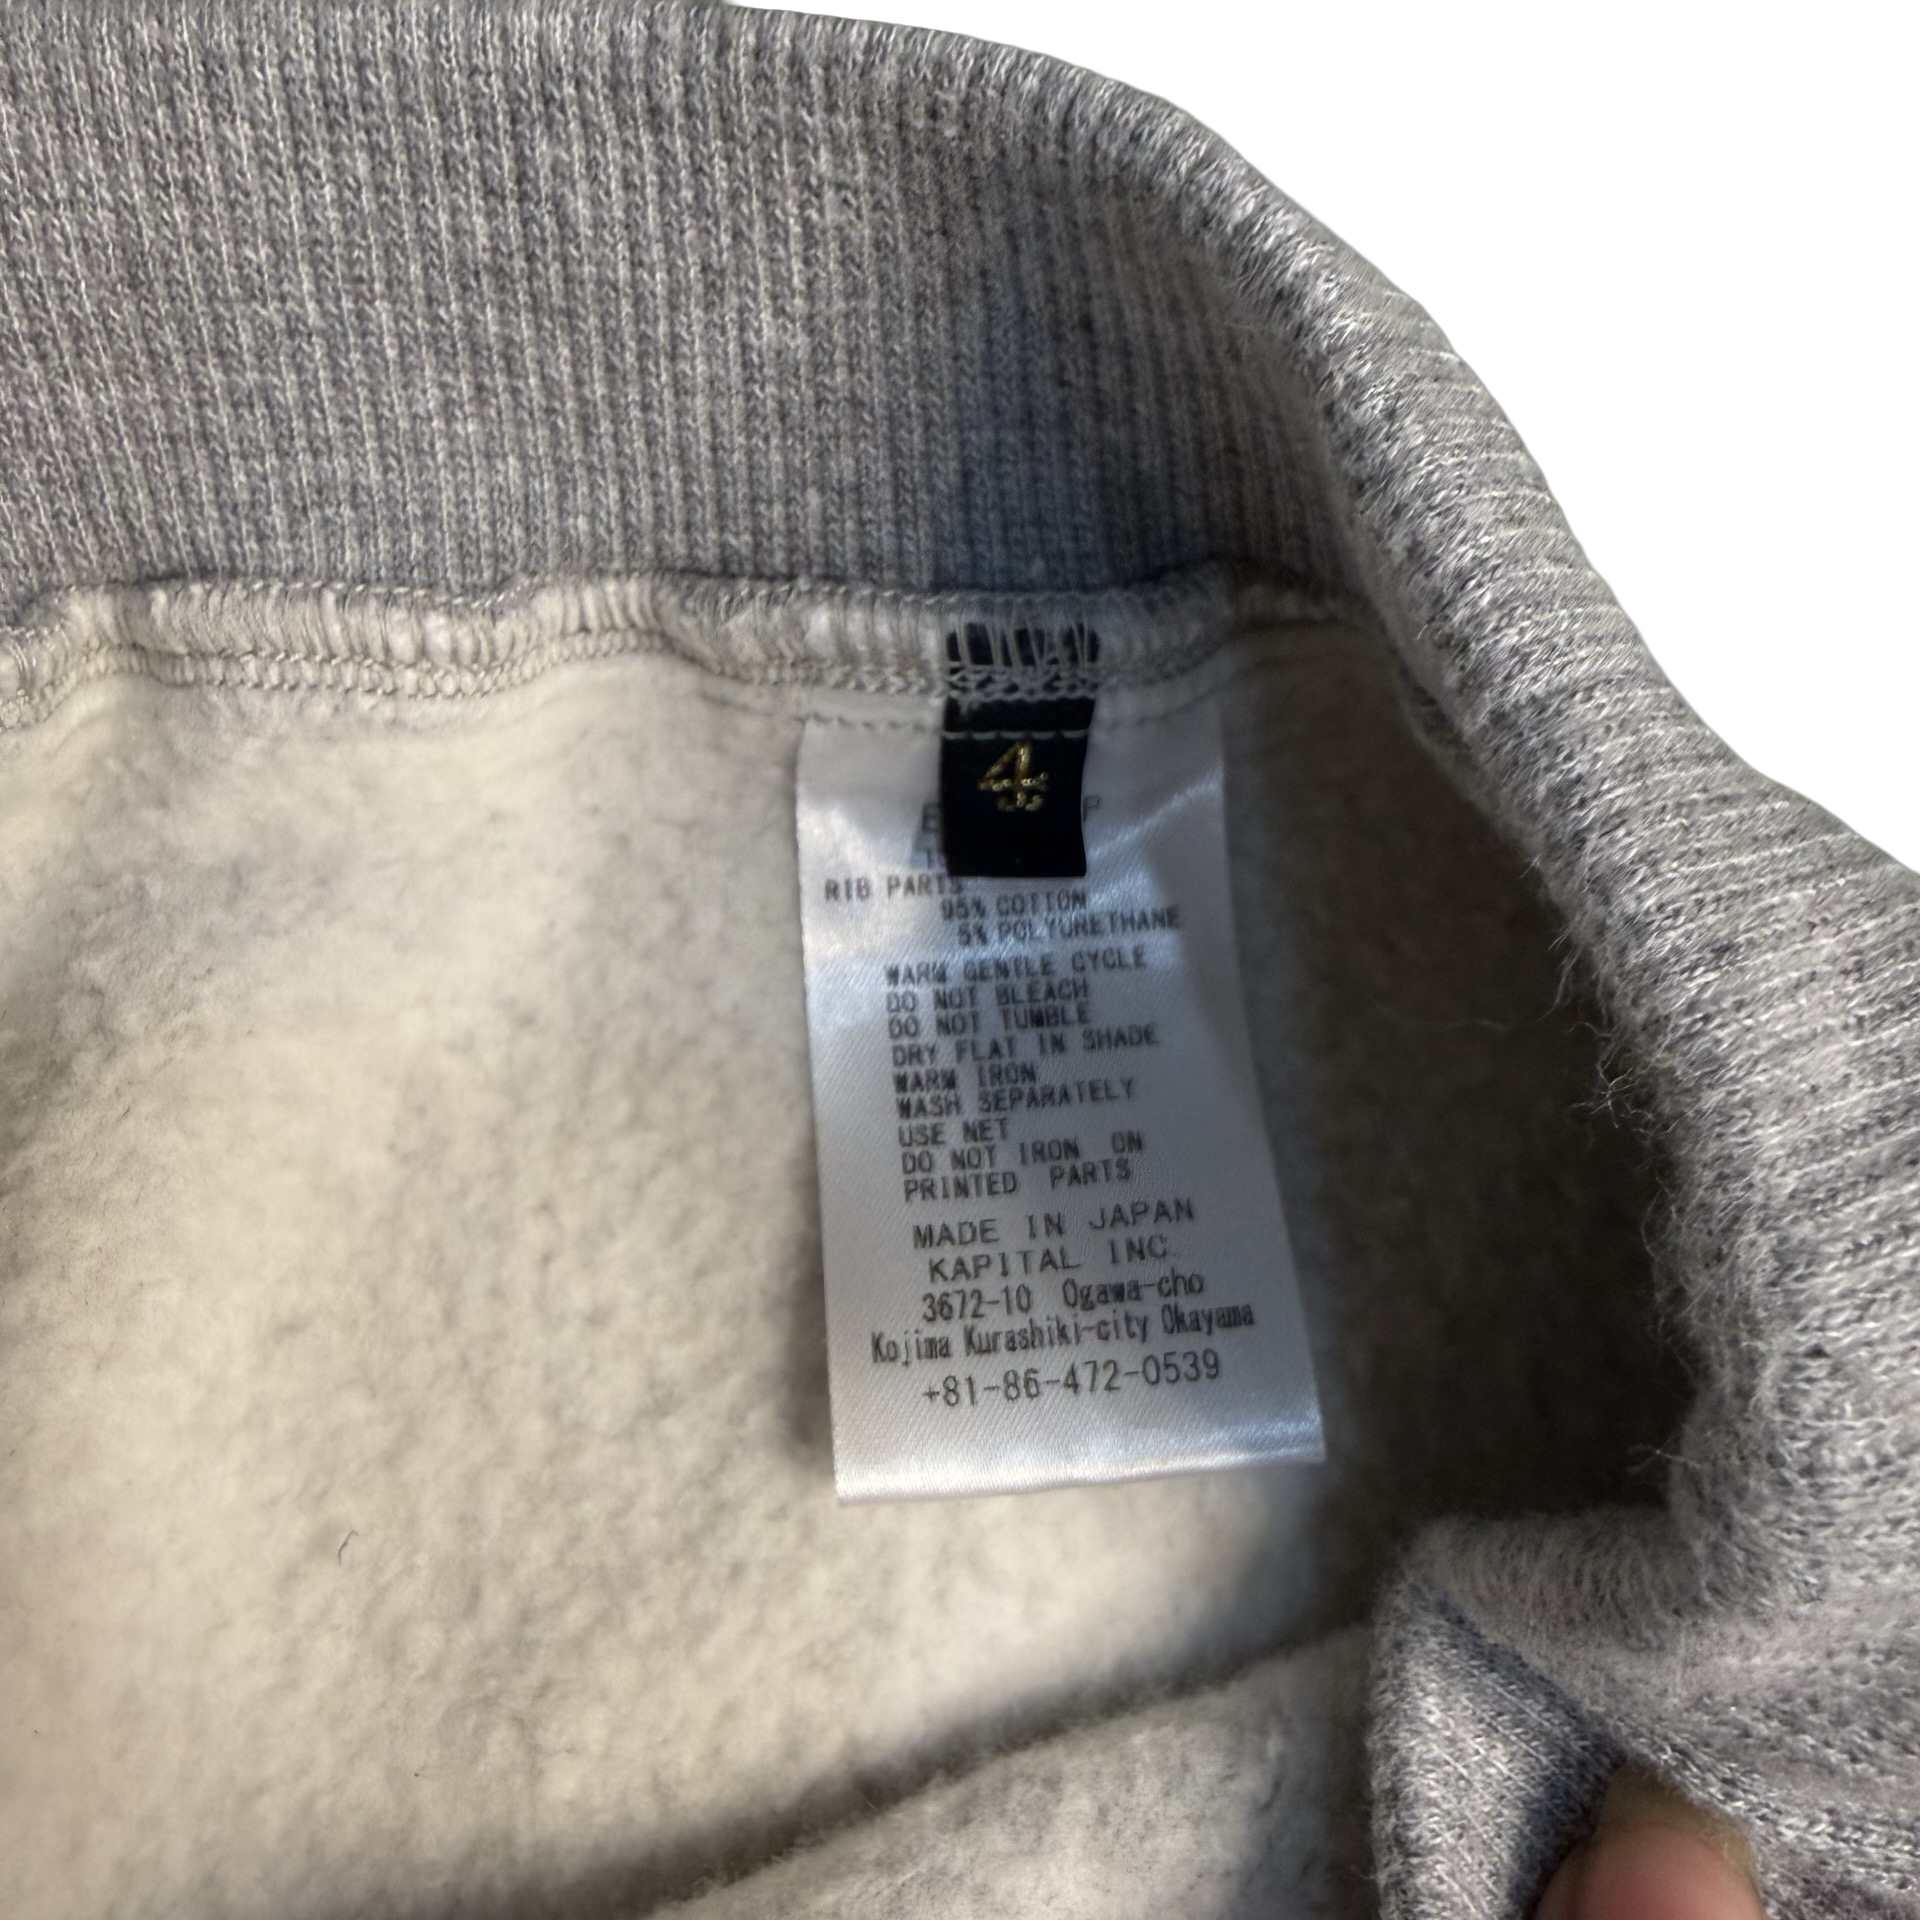 4
RIB PARTS
95% COTTON
5% POLYURETHANE
WARM GENTLE CYCLE
DO NOT BLEACH
DO NOT TUMBLE
DRY FLAT IN SHADE
WARM IRON
WASH SEPARATELY
USE NET
DO NOT IRON ON
PRINTED PARTS
MADE IN JAPAN
KAPITAL INC.
3672-10 Ogawa-cho
Kojima Kurashiki-city Okayama
+81-86-472-0539